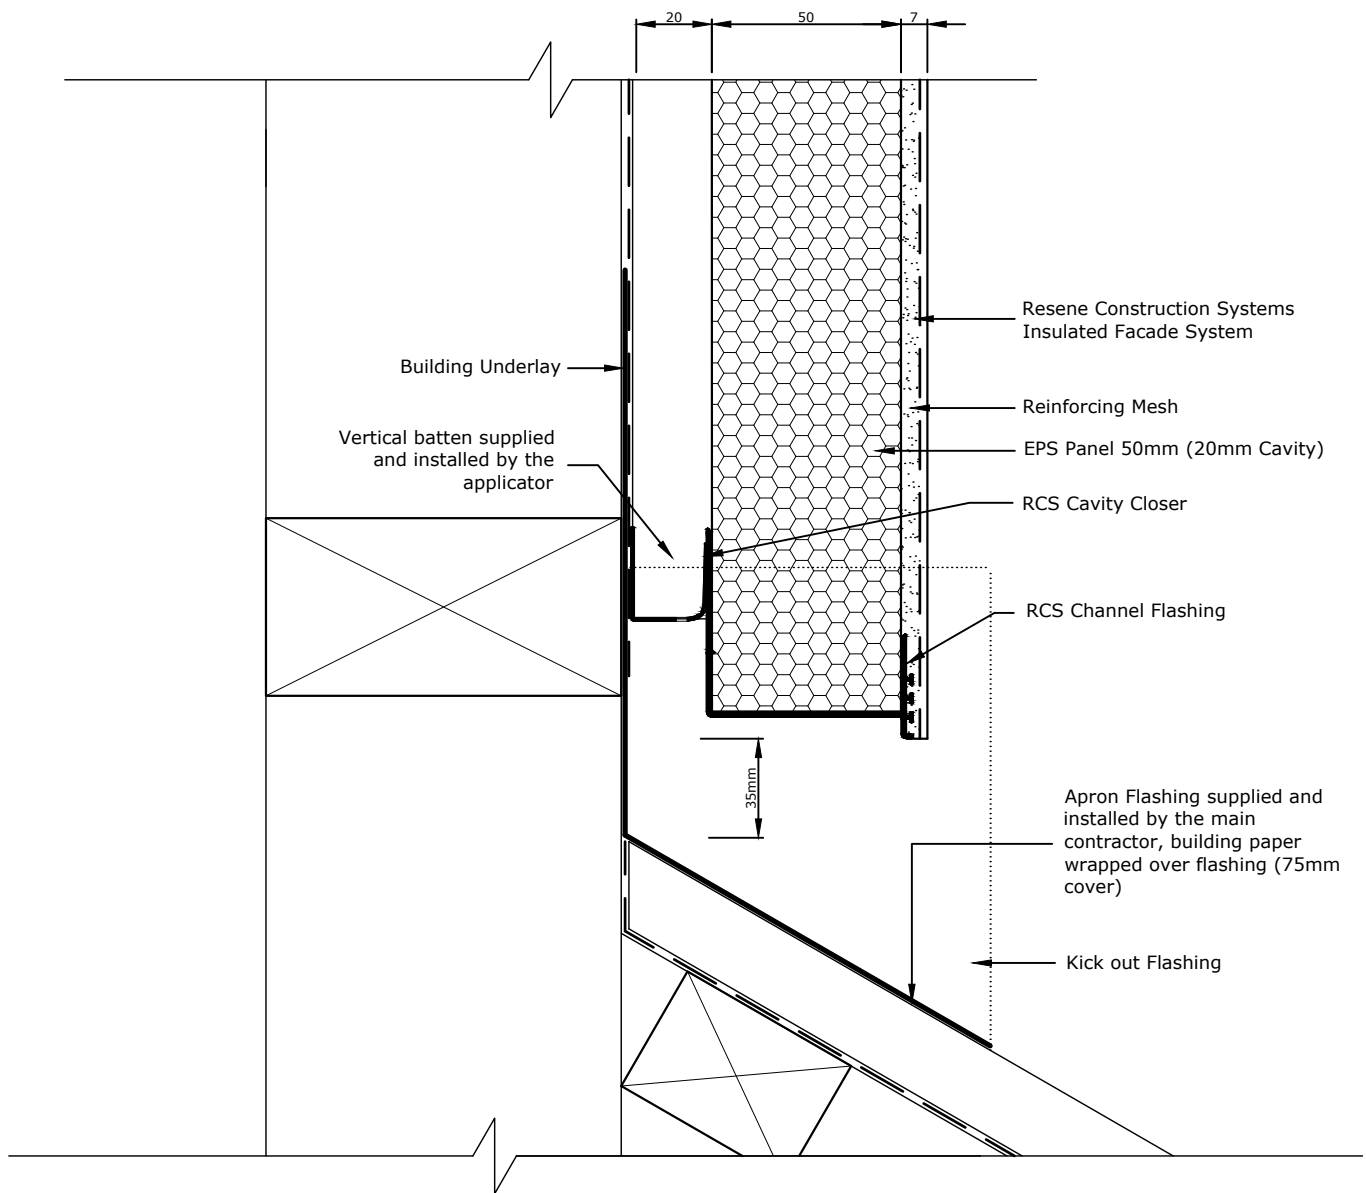 20
50
7
Resene Construction Systems
Insulated Facade System
Building Underlay
Reinforcing Mesh
Vertical batten supplied
and installed by the
applicator
EPS Panel 50mm (20mm Cavity)
RCS Cavity Closer
RCS Channel Flashing
35mm
Apron Flashing supplied and
installed by the main
contractor, building paper
wrapped over flashing (75mm
cover)
Kick out Flashing